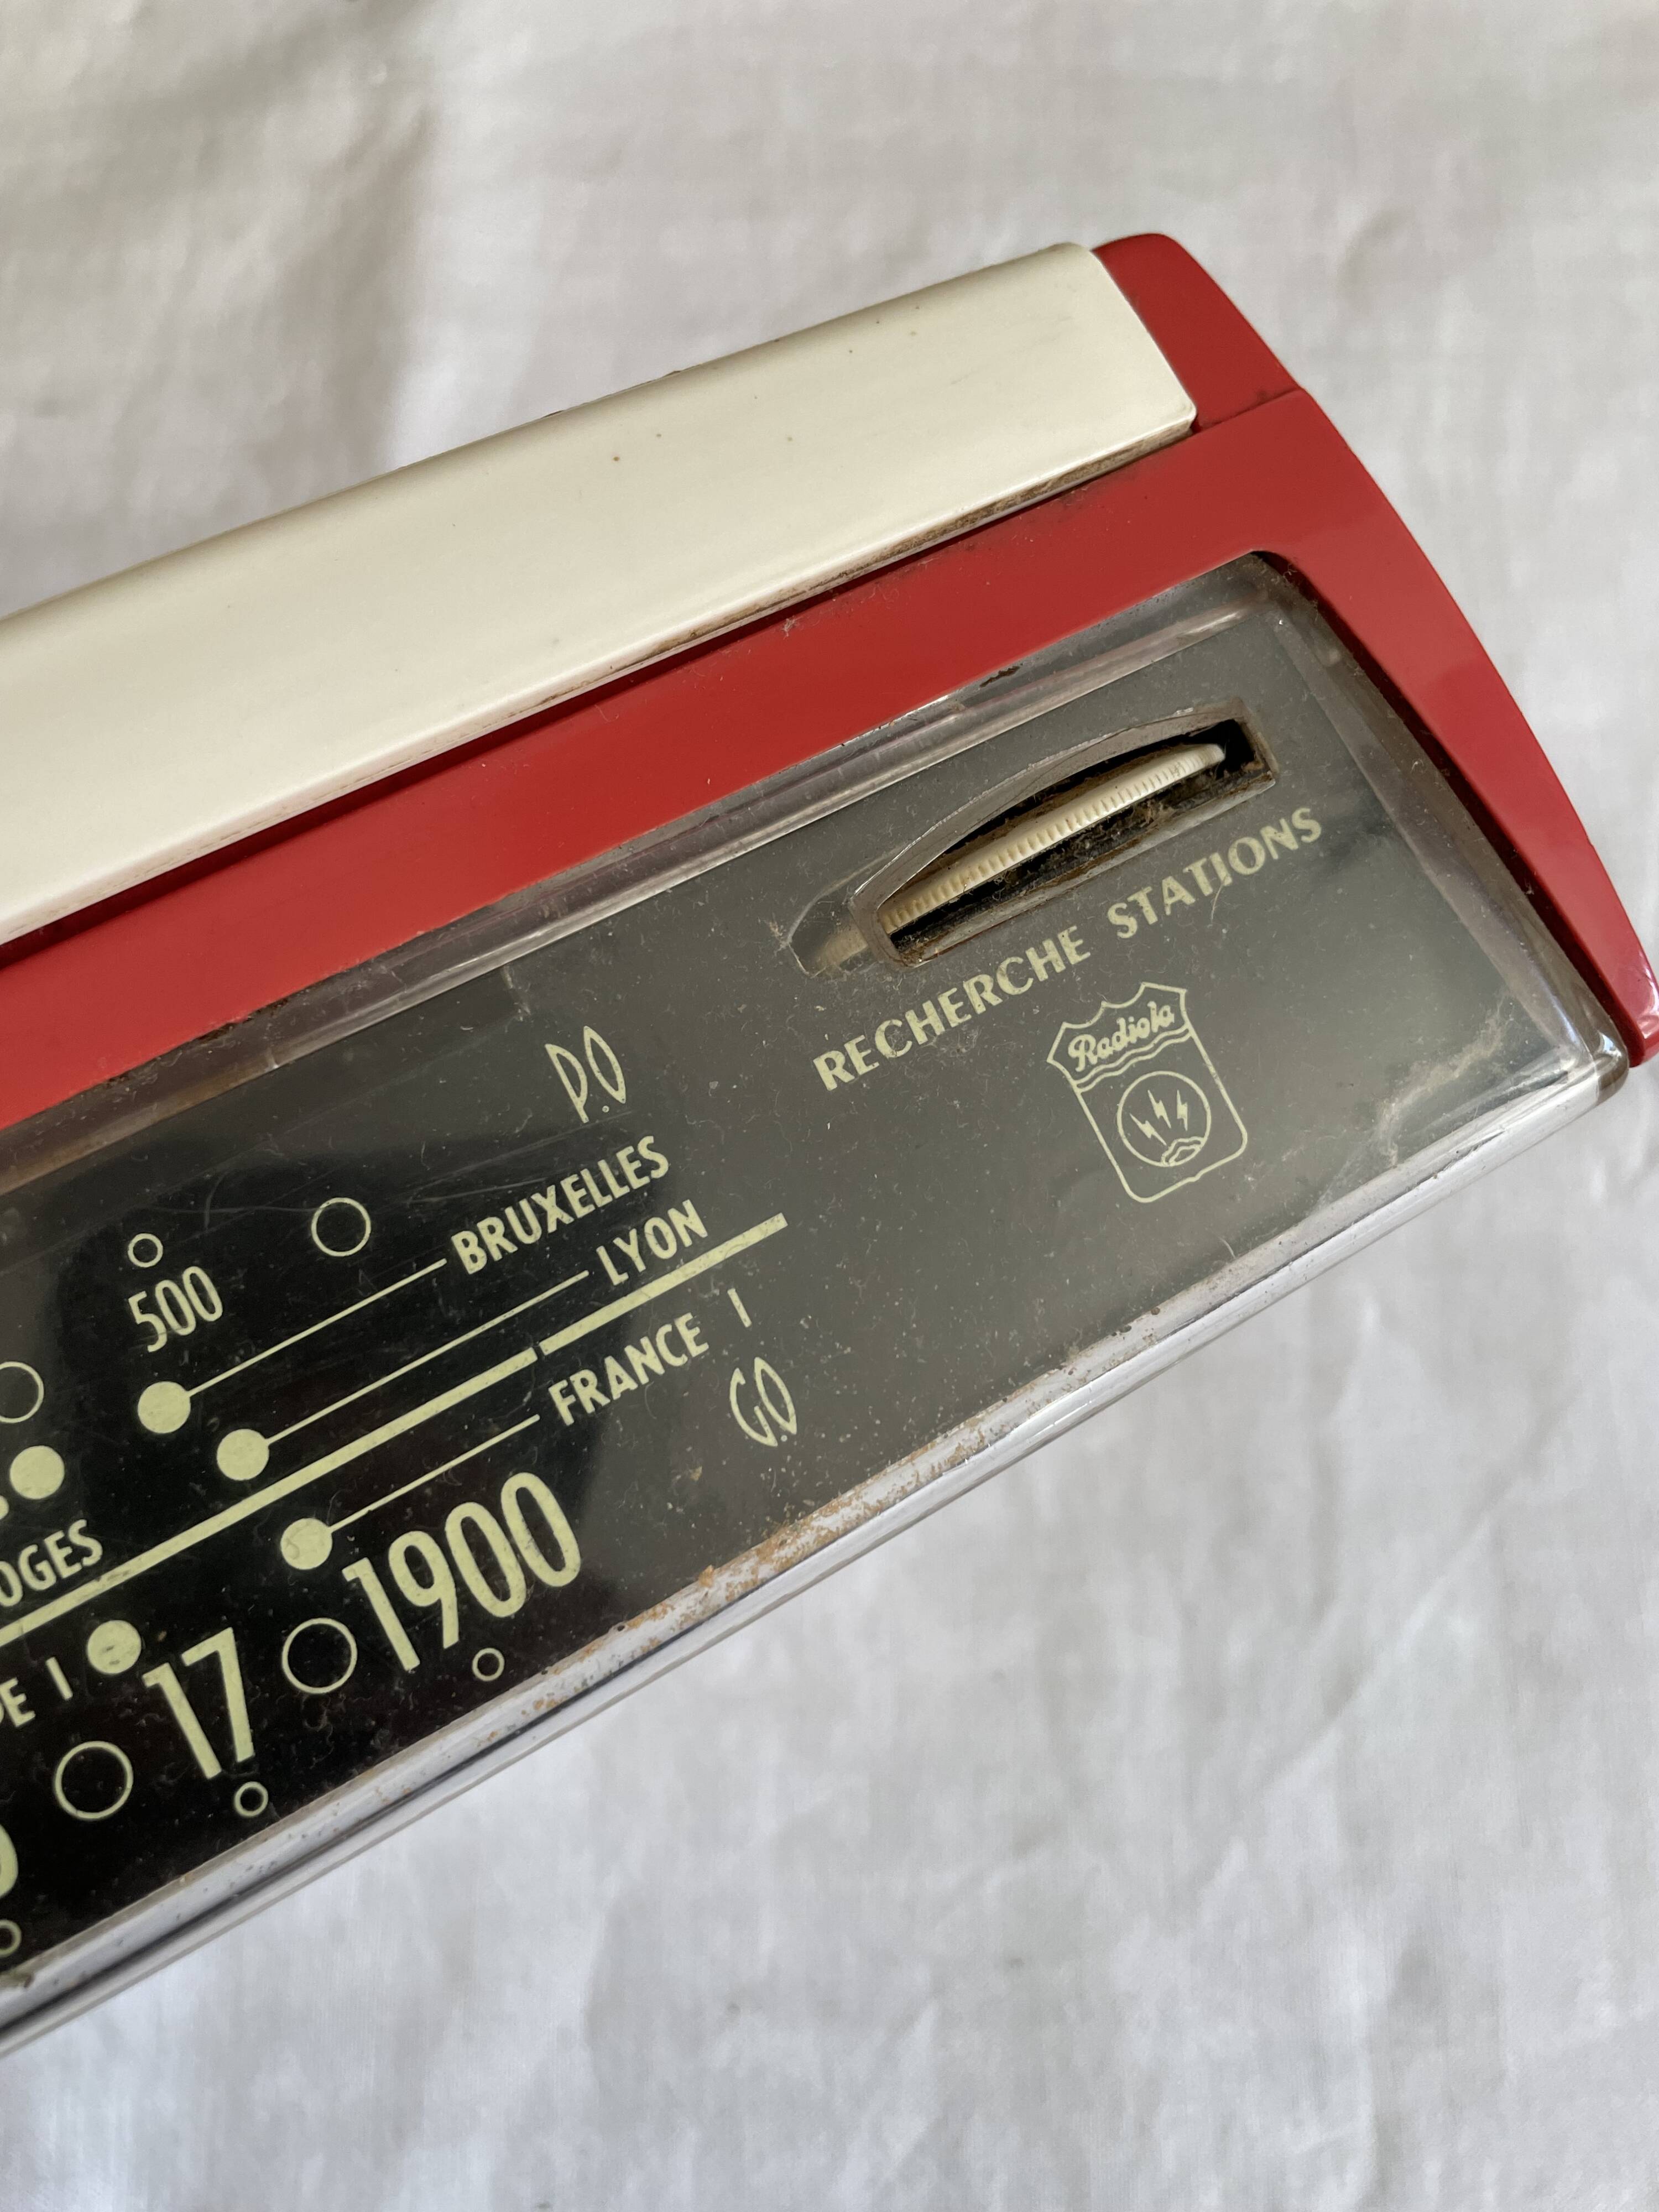 RECHERCHE STATIONS
Radiola
P.O
BRUXELLES
500
LYON
FRANCE I
G.O
1900
17